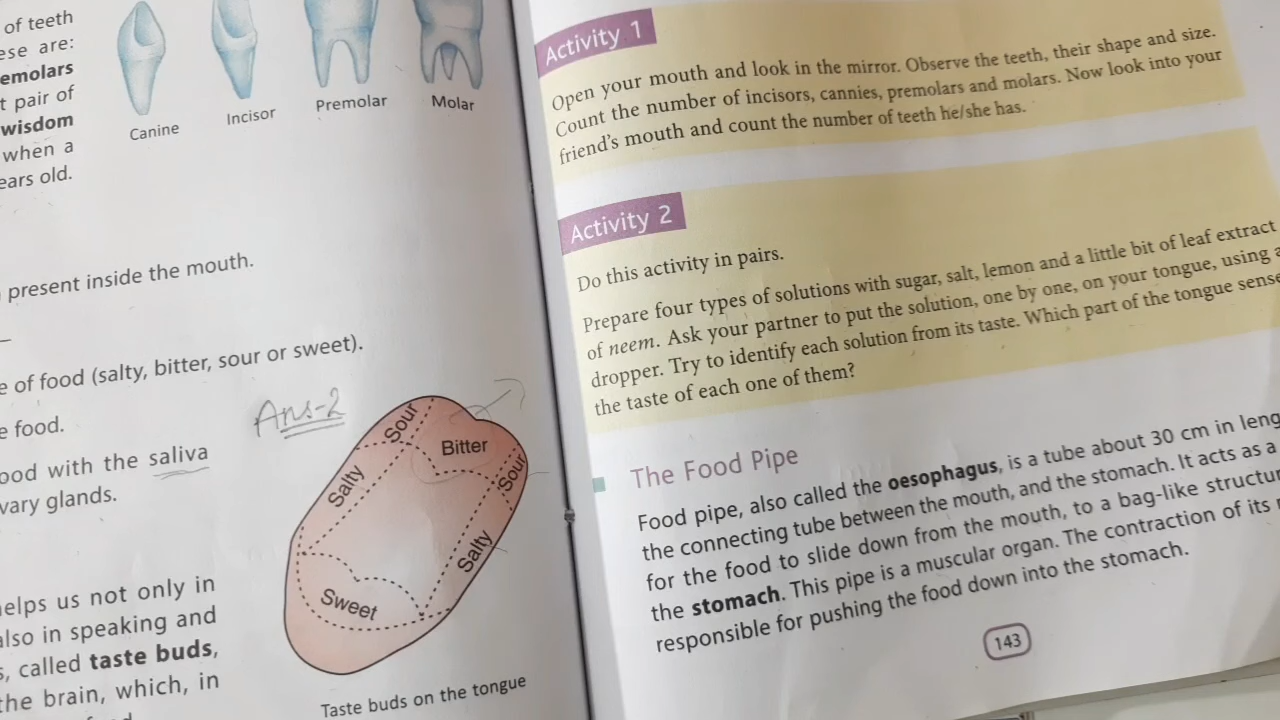 of teeth
ese are:
emolars
t pair of
wisdom
when a
ears old.
Canine
Incisor
Premolar
Molar
present inside the mouth.
e of food (salty, bitter, sour or sweet).
e food.
ood with the saliva
vary glands.
Ans-2
Sour
Bitter
Sour
Salty
Salty
Sweet
helps us not only in
also in speaking and
s, called taste buds,
the brain, which, in
Taste buds on the tongue
Activity 1
Open your mouth and look in the mirror. Observe the teeth, their shape and size.
Count the number of incisors, cannies, premolars and molars. Now look into your
friend's mouth and count the number of teeth he/she has.
Activity 2
Do this activity in pairs.
Prepare four types of solutions with sugar, salt, lemon and a little bit of leaf extract
of neem. Ask your partner to put the solution, one by one, on your tongue, using a
dropper. Try to identify each solution from its taste. Which part of the tongue sense
the taste of each one of them?
The Food Pipe
Food pipe, also called the oesophagus, is a tube about 30 cm in leng
the connecting tube between the mouth, and the stomach. It acts as a
for the food to slide down from the mouth, to a bag-like structur
the stomach. This pipe is a muscular organ. The contraction of its
responsible for pushing the food down into the stomach.
143